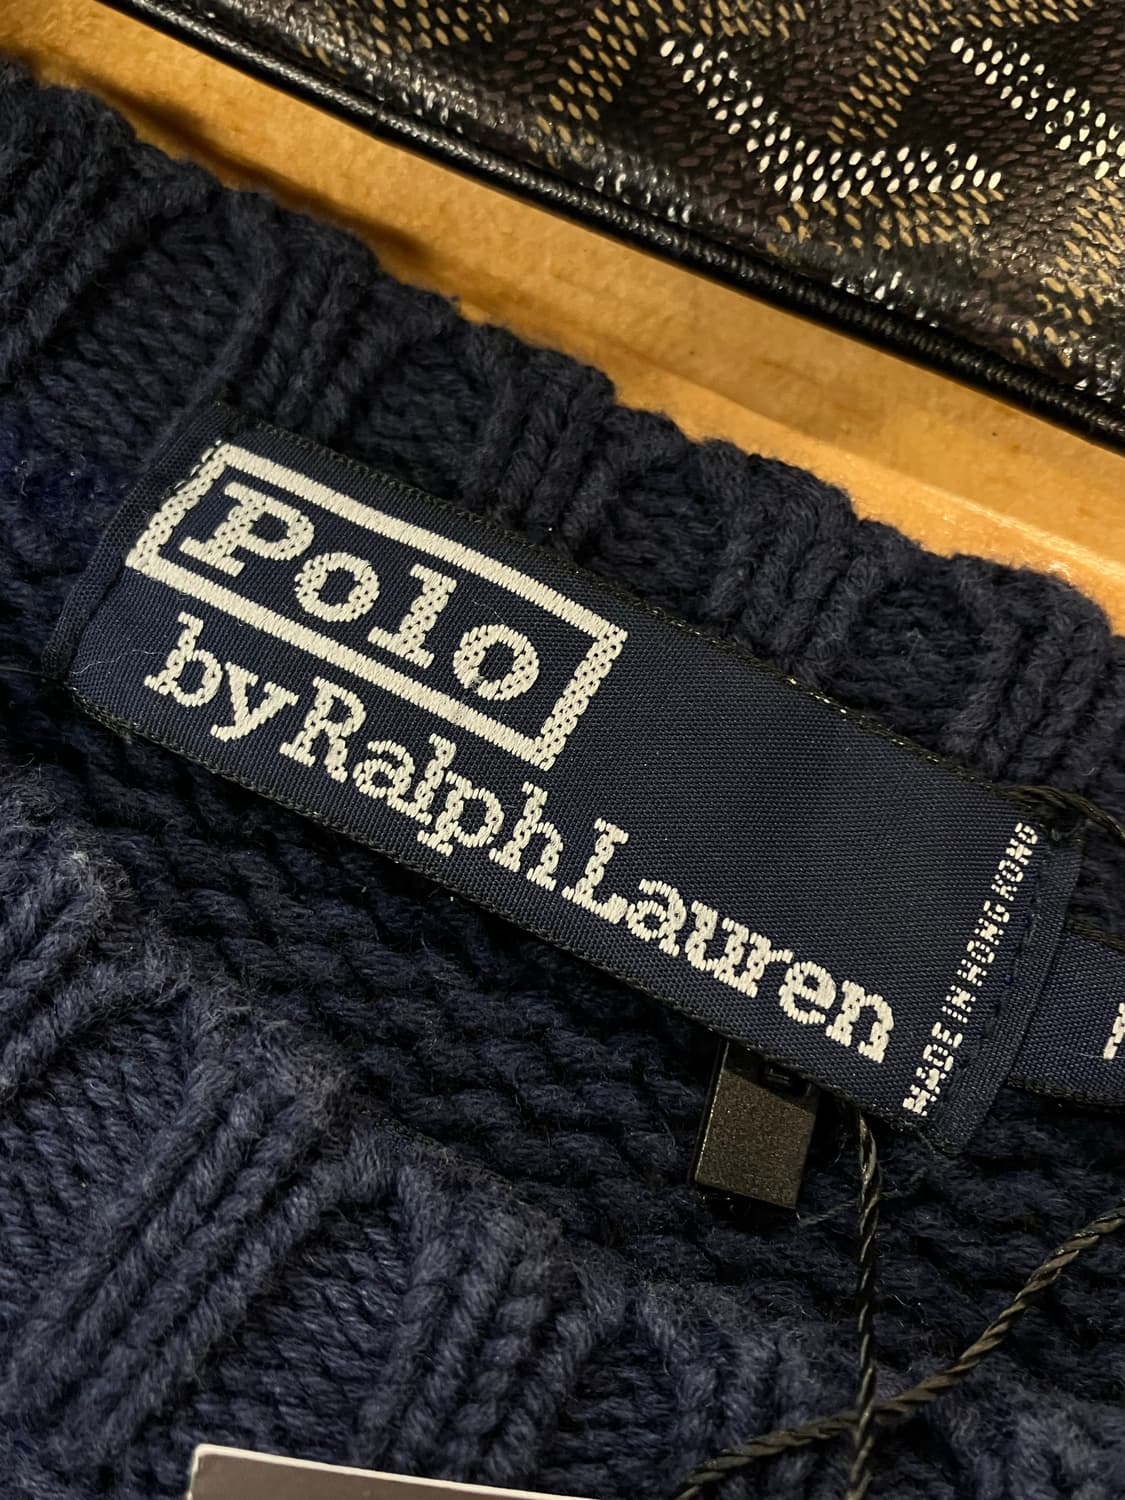 Polo
by Ralph Lauren
MADE IN HONG KONG